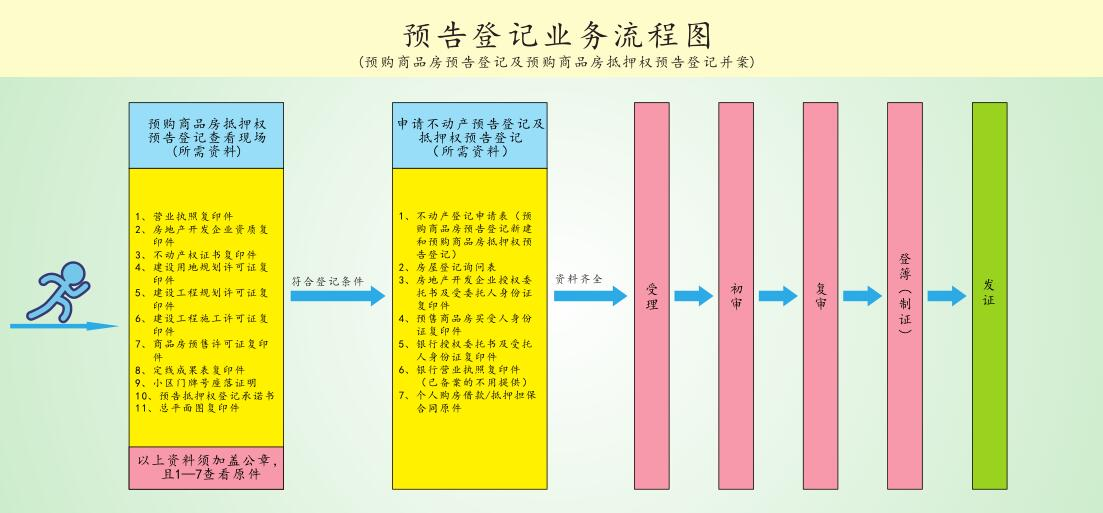 预告登记业务流程图
(预购商品房预告登记及预购商品房抵押权预告登记并案)
预购商品房抵押权
预告登记查看现场
(所需资料)
1、营业执照复印件
2、房地产开发企业资质复
印件
3、不动产权证书复印件
4、建设用地规划许可证复
印件
5、建设工程规划许可证复
印件
6、建设工程施工许可证复
印件
7、商品房预售许可证复印
件
8、定线成果表复印件
9、小区门牌号座落证明
10、预告抵押权登记承诺书
11、总平面图复印件
以上资料须加盖公章,
且1—7查看原件
符合登记条件
申请不动产预告登记及
抵押权预告登记
(所需资料)
1、不动产登记申请表（预
购商品房预告登记新建
和预购商品房抵押权预
告登记）
2、房屋登记询问表
3、房地产开发企业授权委
托书及受委托人身份证
复印件
4、预售商品房买受人身份
证复印件
5、银行授权委托书及受托
人身份证复印件
6、银行营业执照复印件
（已备案的不用提供）
7、个人购房借款/抵押担保
合同原件
资料齐全
受理
初审
复审
登簿（制证）
发证